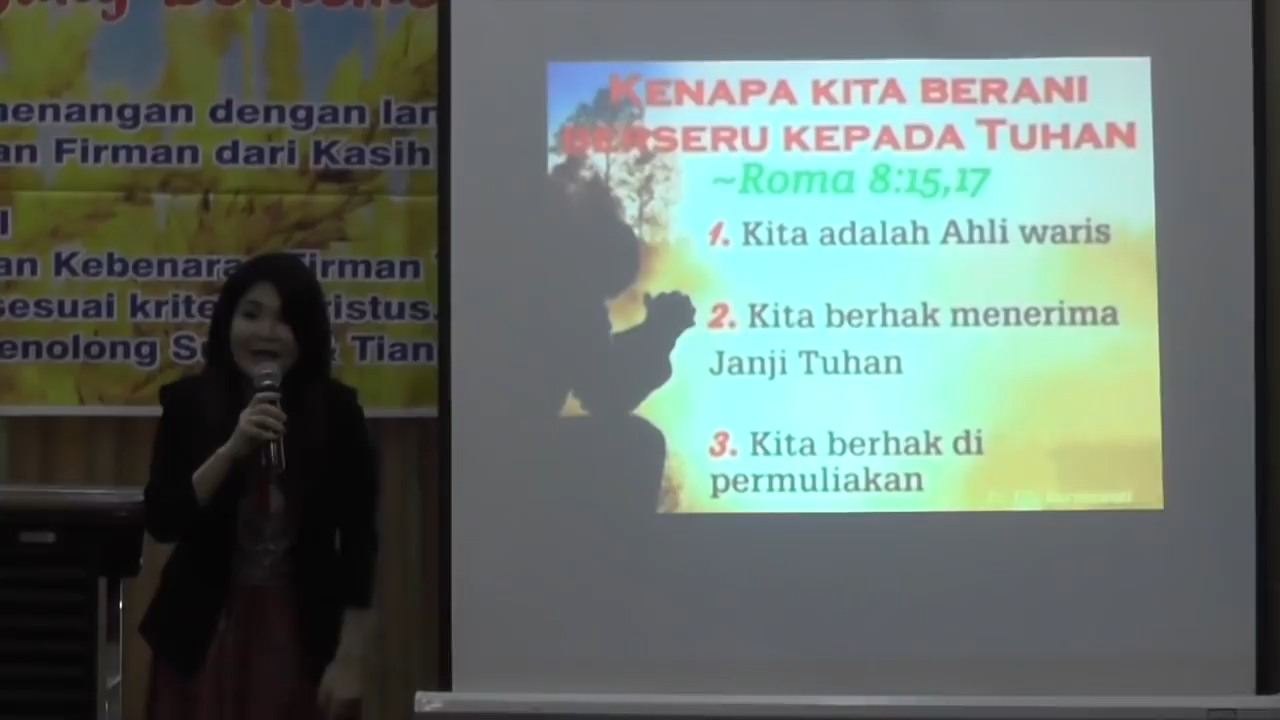 menangan dengan lan
an Firman dari Kasih
an Kebenaran Firman
sesuai krite ristus.
enolong S & Tian
KENAPA KITA BERANI
BERSERU KEPADA TUHAN
~Roma 8:15,17
1. Kita adalah Ahli waris
2. Kita berhak menerima
Janji Tuhan
3. Kita berhak di
permuliakan